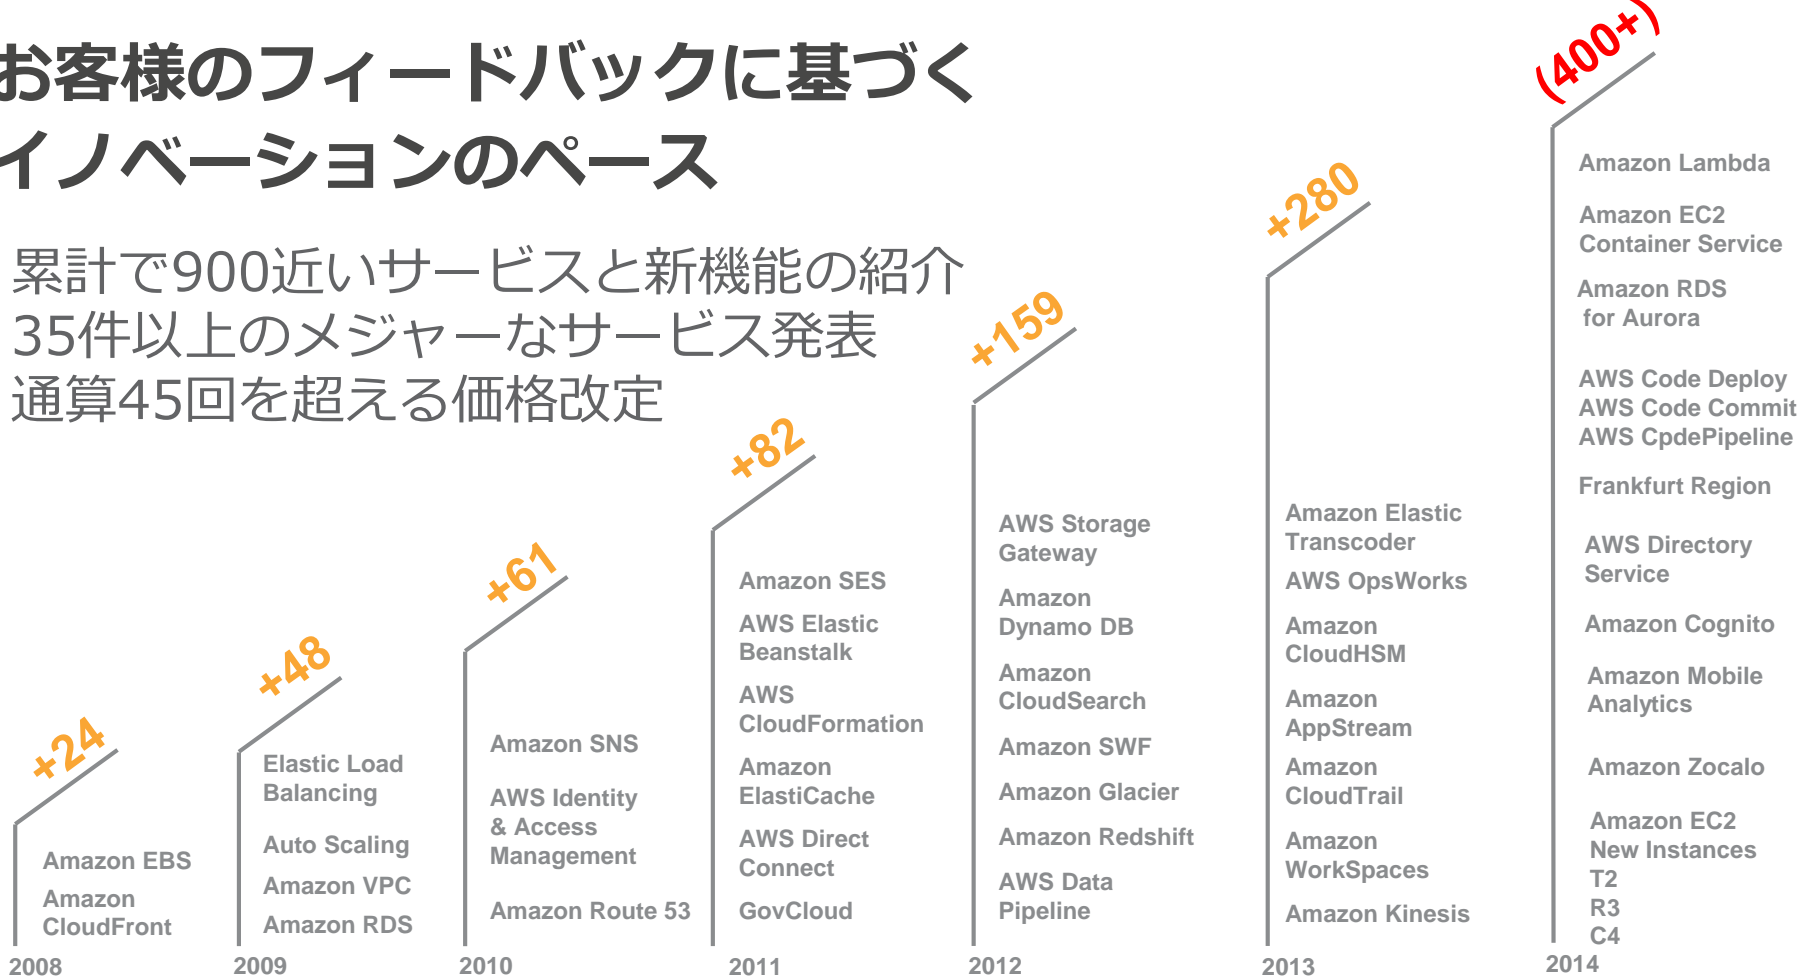 お客様のフィードバックに基づく
イノベーションのペース
累計で900近いサービスと新機能の紹介
35件以上のメジャーなサービス発表
通算45回を超える価格改定
+24
Amazon EBS
Amazon
CloudFront
2008
+48
Elastic Load
Balancing
Auto Scaling
Amazon VPC
Amazon RDS
2009
+61
Amazon SNS
AWS Identity
& Access
Management
Amazon Route 53
2010
+82
Amazon SES
AWS Elastic
Beanstalk
AWS
CloudFormation
Amazon
ElastiCache
AWS Direct
Connect
GovCloud
2011
+159
AWS Storage
Gateway
Amazon
Dynamo DB
Amazon
CloudSearch
Amazon SWF
Amazon Glacier
Amazon Redshift
AWS Data
Pipeline
2012
+280
Amazon Elastic
Transcoder
AWS OpsWorks
Amazon
CloudHSM
Amazon
AppStream
Amazon
CloudTrail
Amazon
WorkSpaces
Amazon Kinesis
2013
(400+)
Amazon Lambda
Amazon EC2
Container Service
Amazon RDS
for Aurora
AWS Code Deploy
AWS Code Commit
AWS CpdePipeline
Frankfurt Region
AWS Directory
Service
Amazon Cognito
Amazon Mobile
Analytics
Amazon Zocalo
Amazon EC2
New Instances
T2
R3
C4
2014